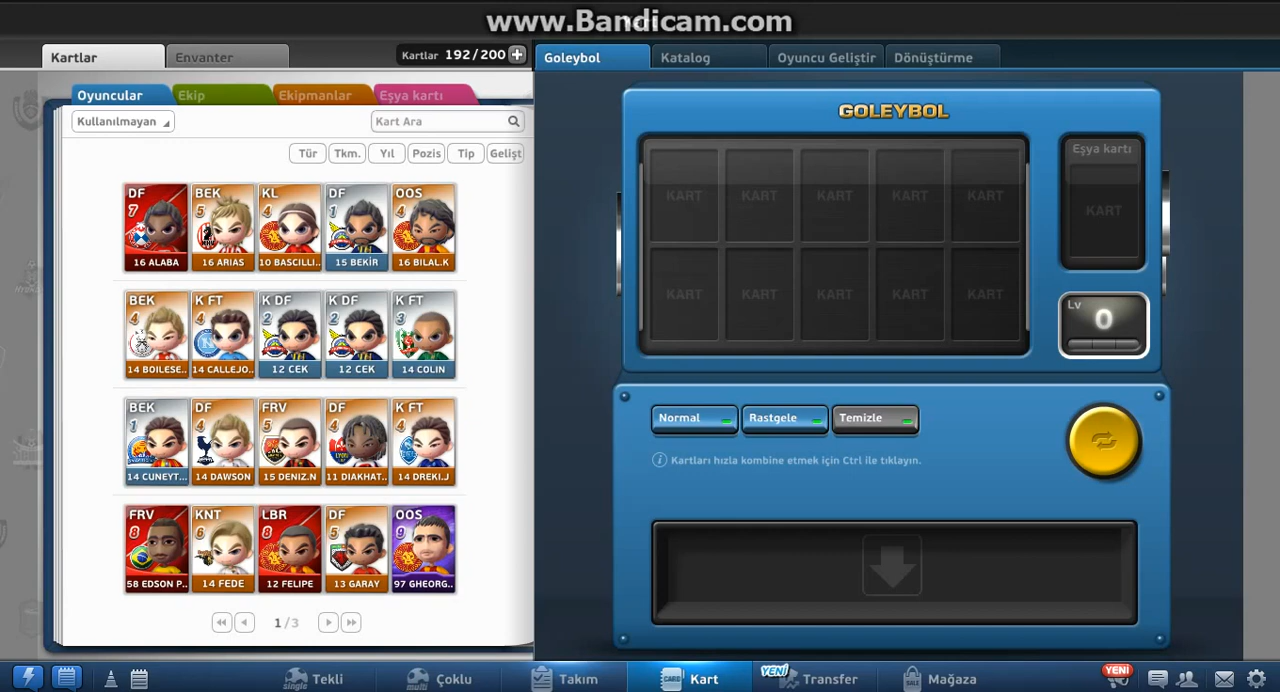 www.Bandicam.com
Kartlar
Envanter
Kartlar 192/200 +
Goleybol
Katalog
Oyuncu Geliştir
Dönüştürme
Oyuncular
Ekip
Ekipmanlar
Eşya kartı
Kullanılmayan
Kart Ara
Tür
Tkm.
Yıl
Pozis
Tip
Gelişt
DF 7
16 ALABA
BEK 5
16 ARIAS
KL 4
10 BASCILLI..
DF 1
15 BEKİR
OOS 4
16 BILAL.K
BEK 4
14 BOILESE..
K FT 4
14 CALLEJO..
K DF 2
12 CEK
K DF 2
12 CEK
K FT 3
14 COLIN
BEK 1
14 CUNEYT..
DF 4
14 DAWSON
FRV 5
15 DENIZ.N
DF 4
11 DIAKHAT..
K FT 4
14 DREKI.J
FRV 8
58 EDSON P..
KNT 6
14 FEDE
LBR 8
12 FELIPE
DF 5
13 GARAY
OOS 9
97 GHEORG..
1 / 3
GOLEYBOL
KART KART KART KART KART
KART KART KART KART KART
Eşya kartı
KART
Lv
0
Normal
Rastgele
Temizle
Kartları hızla kombine etmek için Ctrl ile tıklayın.
single Tekli
multi Çoklu
Takım
CARD Kart
YENİ Transfer
SALE Mağaza
YENİ